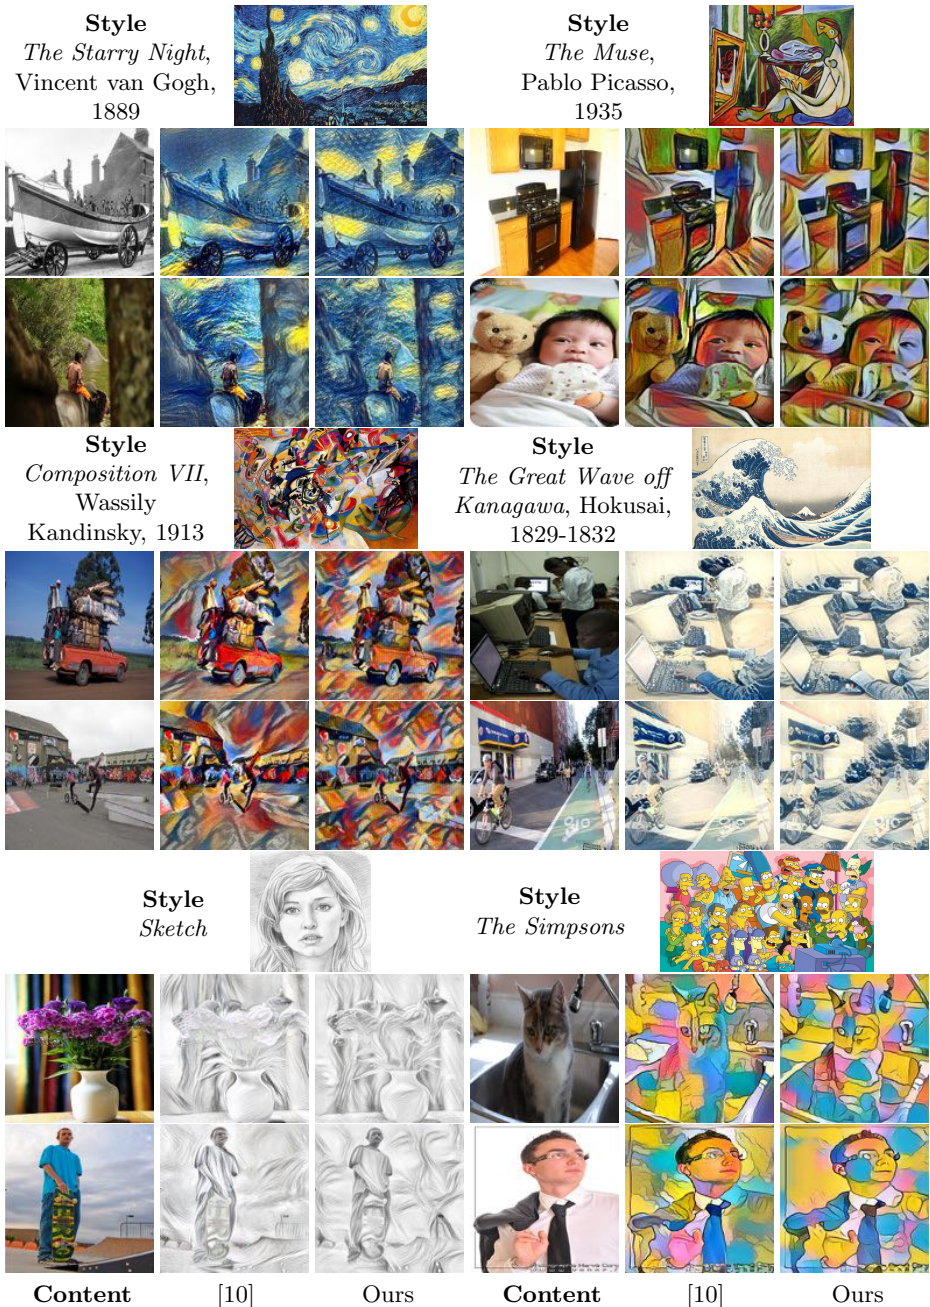 Style
The Starry Night,
Vincent van Gogh,
1889
Style
The Muse,
Pablo Picasso,
1935
Style
Composition VII,
Wassily
Kandinsky, 1913
Style
The Great Wave off
Kanagawa, Hokusai,
1829-1832
Style
Sketch
Style
The Simpsons
Content [10] Ours Content [10] Ours